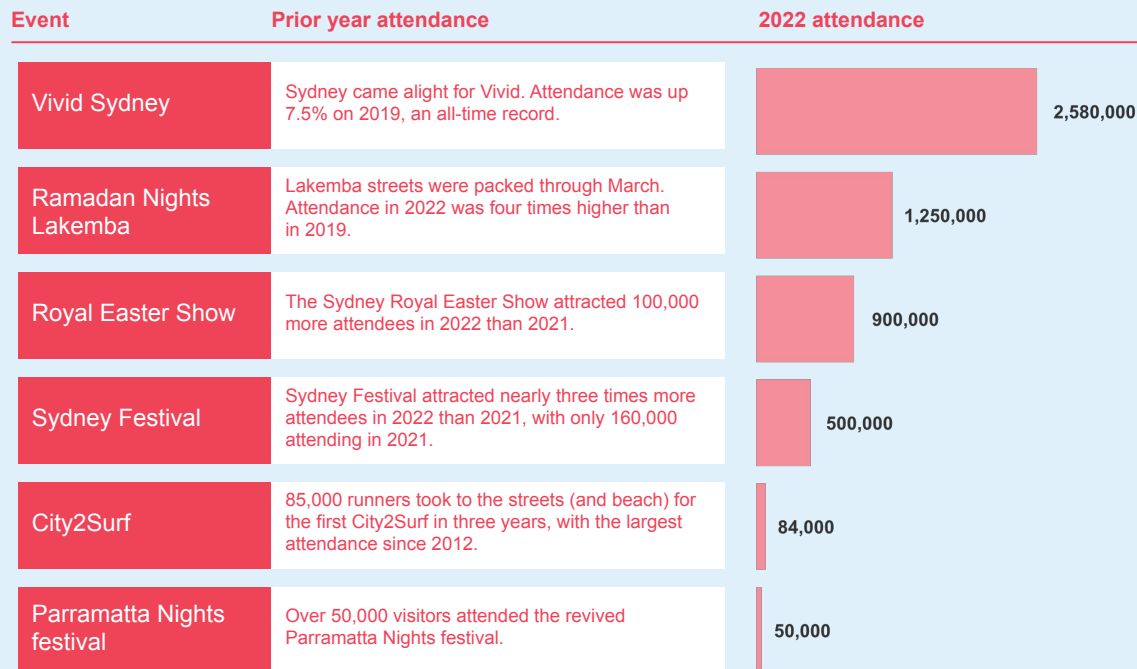 Event Prior year attendance 2022 attendance
Vivid Sydney
Sydney came alight for Vivid. Attendance was up
7.5% on 2019, an all-time record.
2,580,000
Ramadan Nights
Lakemba
Lakemba streets were packed through March.
Attendance in 2022 was four times higher than
in 2019.
1,250,000
Royal Easter Show
The Sydney Royal Easter Show attracted 100,000
more attendees in 2022 than 2021.
900,000
Sydney Festival
Sydney Festival attracted nearly three times more
attendees in 2022 than 2021, with only 160,000
attending in 2021.
500,000
City2Surf
85,000 runners took to the streets (and beach) for
the first City2Surf in three years, with the largest
attendance since 2012.
84,000
Parramatta Nights
festival
Over 50,000 visitors attended the revived
Parramatta Nights festival.
50,000